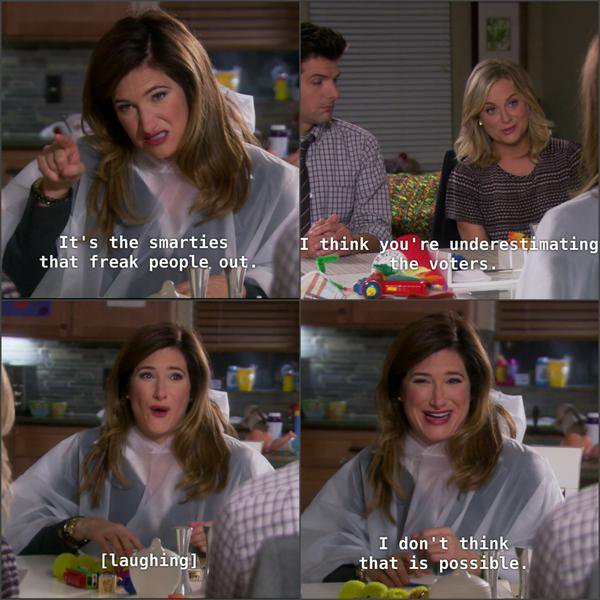 It's the smarties
that freak people out.
I think you're underestimating
the voters.
[laughing]
I don't think
that is possible.